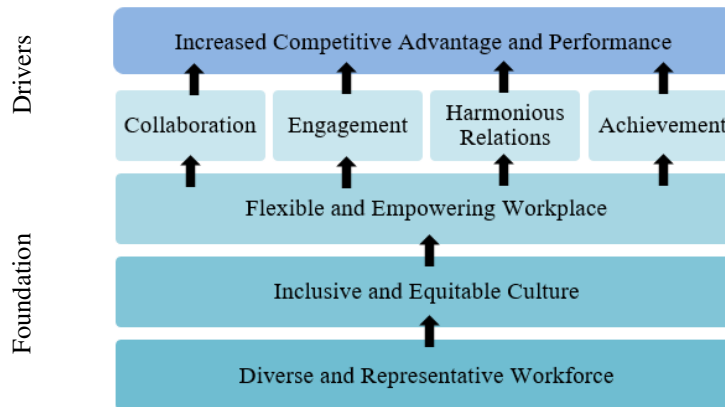 Drivers
Increased Competitive Advantage and Performance
Collaboration
Engagement
Harmonious
Relations
Achievement
Foundation
Flexible and Empowering Workplace
Inclusive and Equitable Culture
Diverse and Representative Workforce